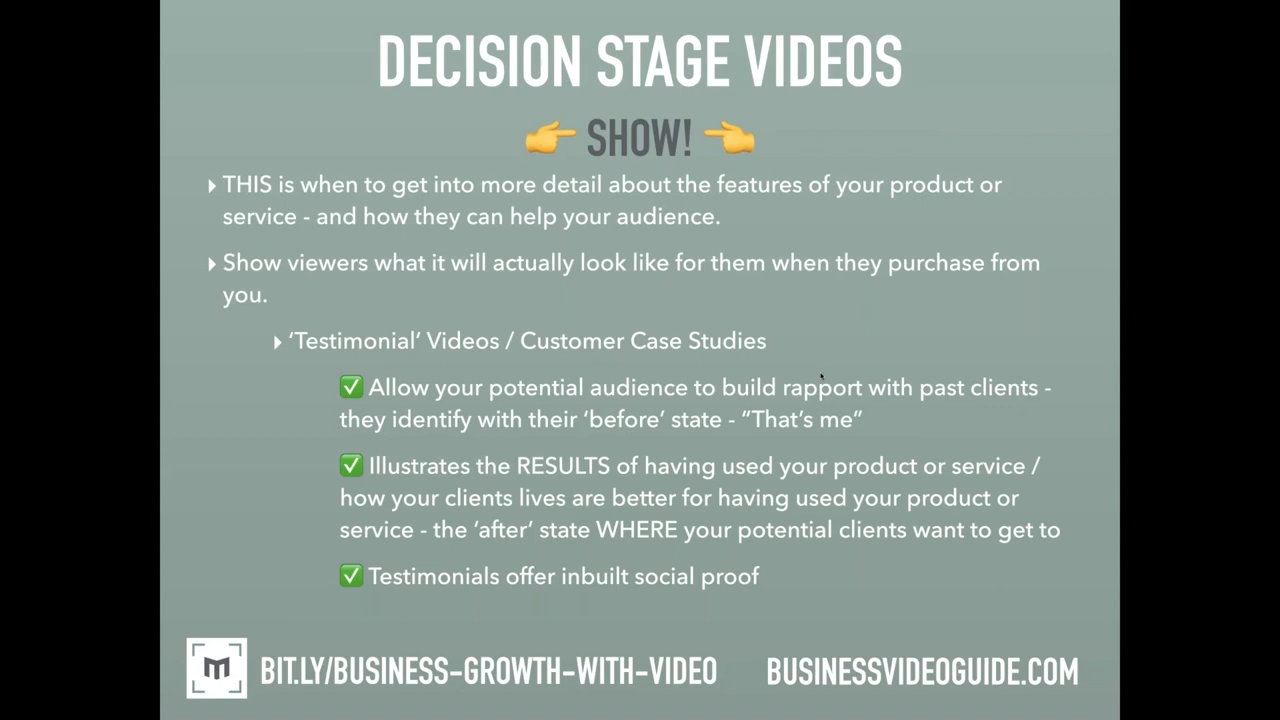 DECISION STAGE VIDEOS
👉 SHOW! 👈
THIS is when to get into more detail about the features of your product or
service - and how they can help your audience.
Show viewers what it will actually look like for them when they purchase from
you.
‘Testimonial’ Videos / Customer Case Studies
✅ Allow your potential audience to build rapport with past clients -
they identify with their ‘before’ state - “That’s me”
✅ Illustrates the RESULTS of having used your product or service /
how your clients lives are better for having used your product or
service - the ‘after’ state WHERE your potential clients want to get to
✅ Testimonials offer inbuilt social proof
m BIT.LY/BUSINESS-GROWTH-WITH-VIDEO BUSINESSVIDEOGUIDE.COM